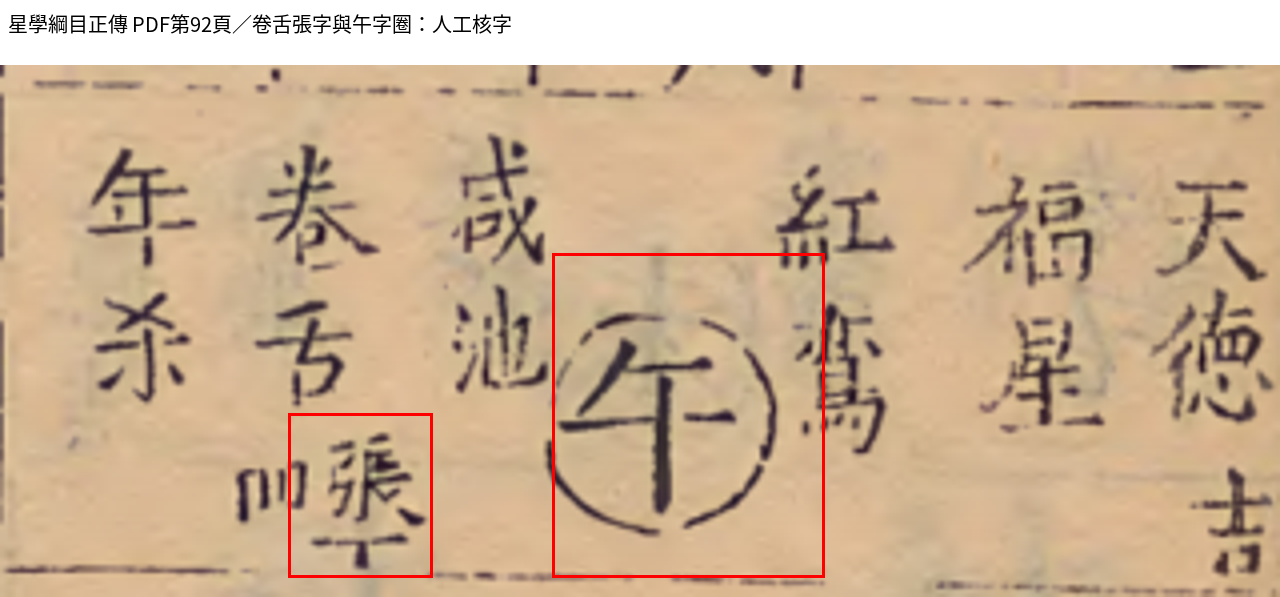 星學綱目正傳 PDF第92頁／卷舌張字與午字圈：人工核字
天德
吉
福星
紅鸞
午
咸池
卷舌
張
年杀